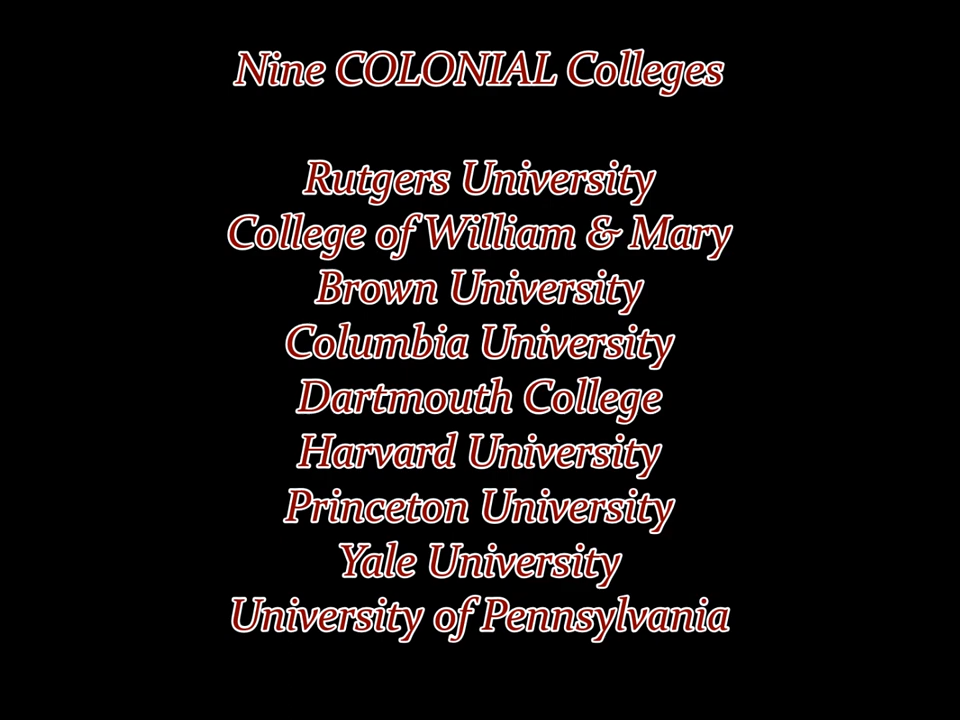 Nine COLONIAL Colleges
Rutgers University
College of William & Mary
Brown University
Columbia University
Dartmouth College
Harvard University
Princeton University
Yale University
University of Pennsylvania